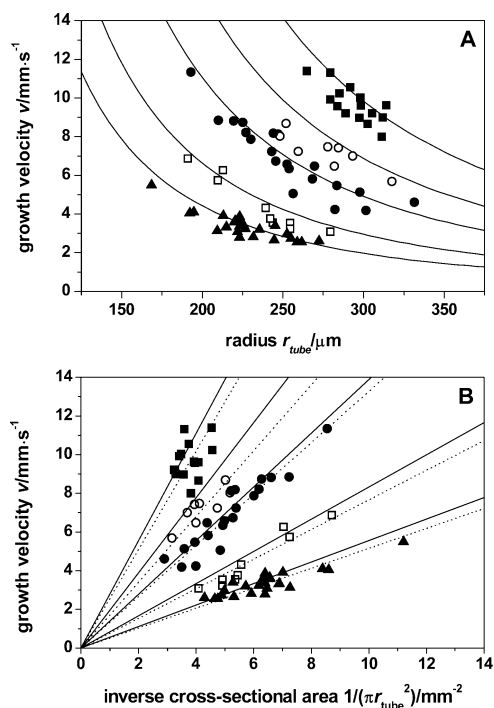 A
14
12
10
8
6
4
2
0
growth velocity v/mm·s⁻¹
150 200 250 300 350
radius r_tube/μm
B
14
12
10
8
6
4
2
0
growth velocity v/mm·s⁻¹
0 2 4 6 8 10 12 14
inverse cross-sectional area 1/(πr_tube²)/mm⁻²